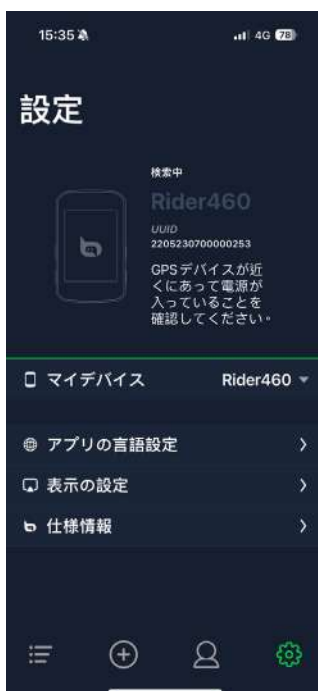 15:35
4G 78
設定
検索中
Rider460
UUID
2205230700000253
GPSデバイスが近
くにあって電源が
入っていることを
確認してください。
マイデバイス Rider460
アプリの言語設定
表示の設定
仕様情報